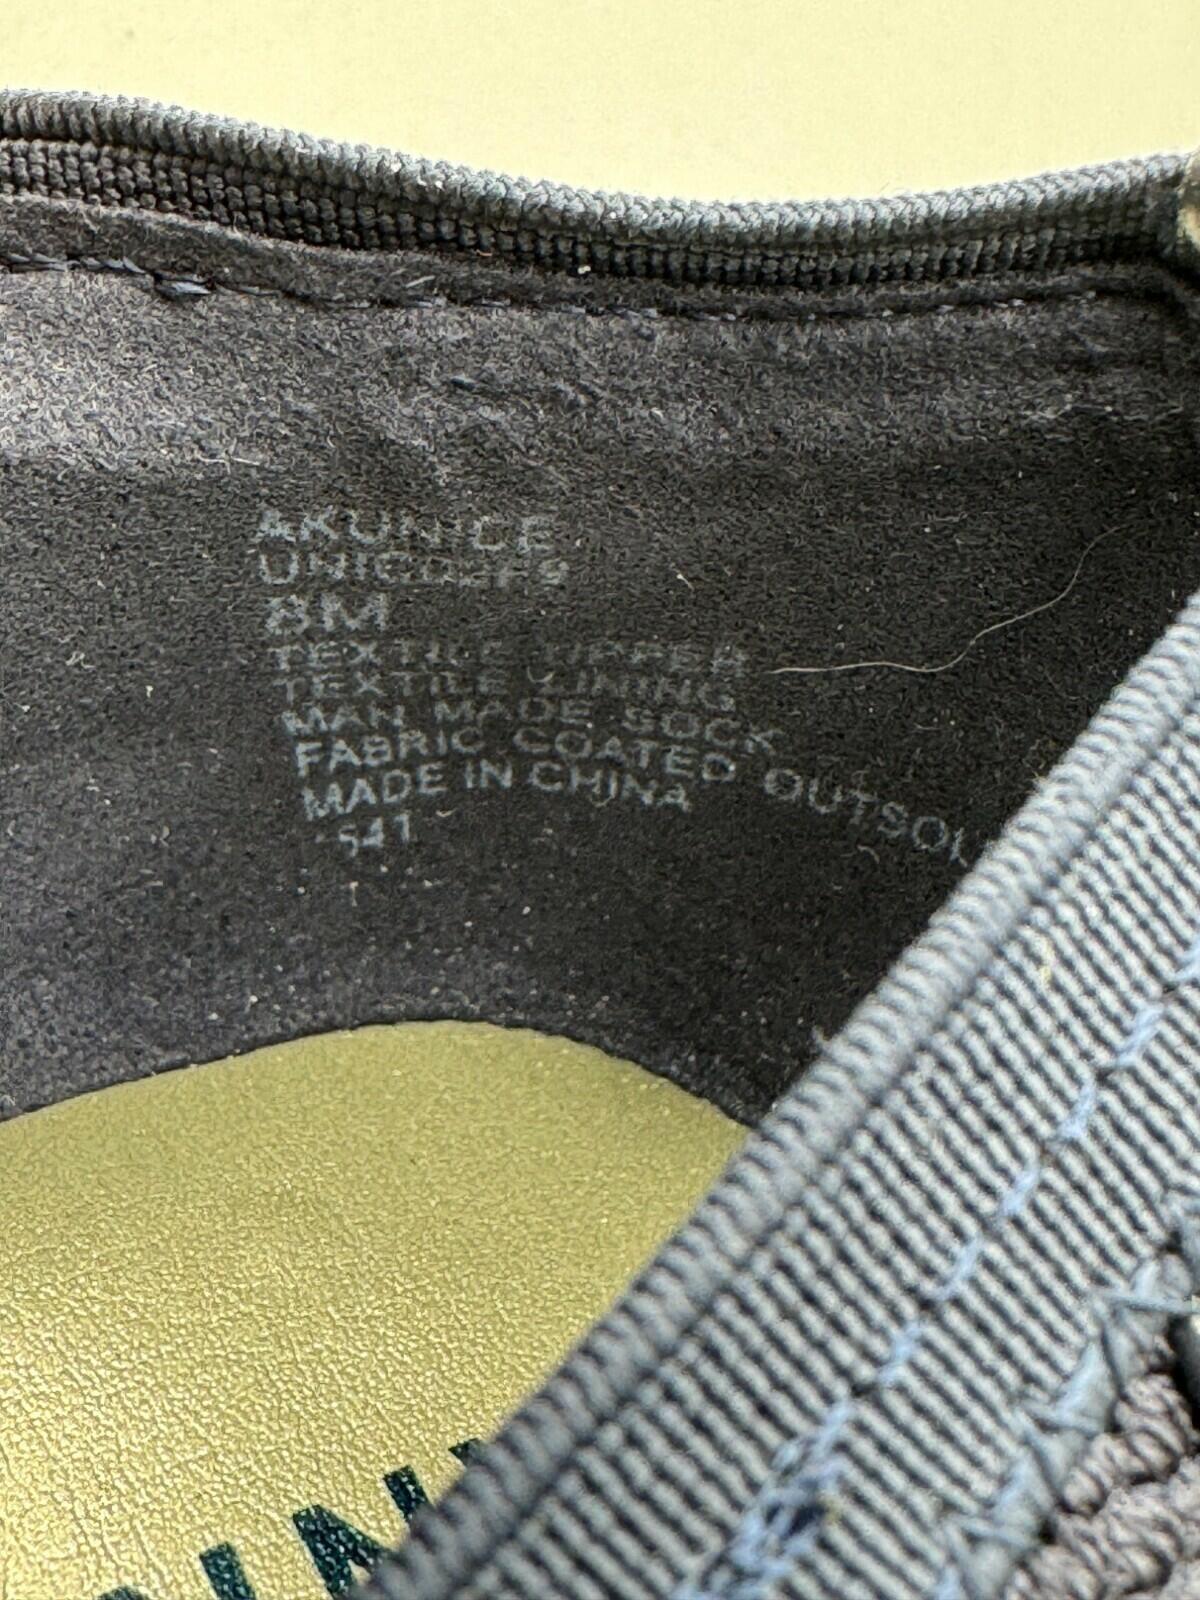 AKUNICE
8M
TEXTILE UPPER
TEXTILE LINING
MAN MADE SOCK
FABRIC COATED OUTSOL
MADE IN CHINA
541